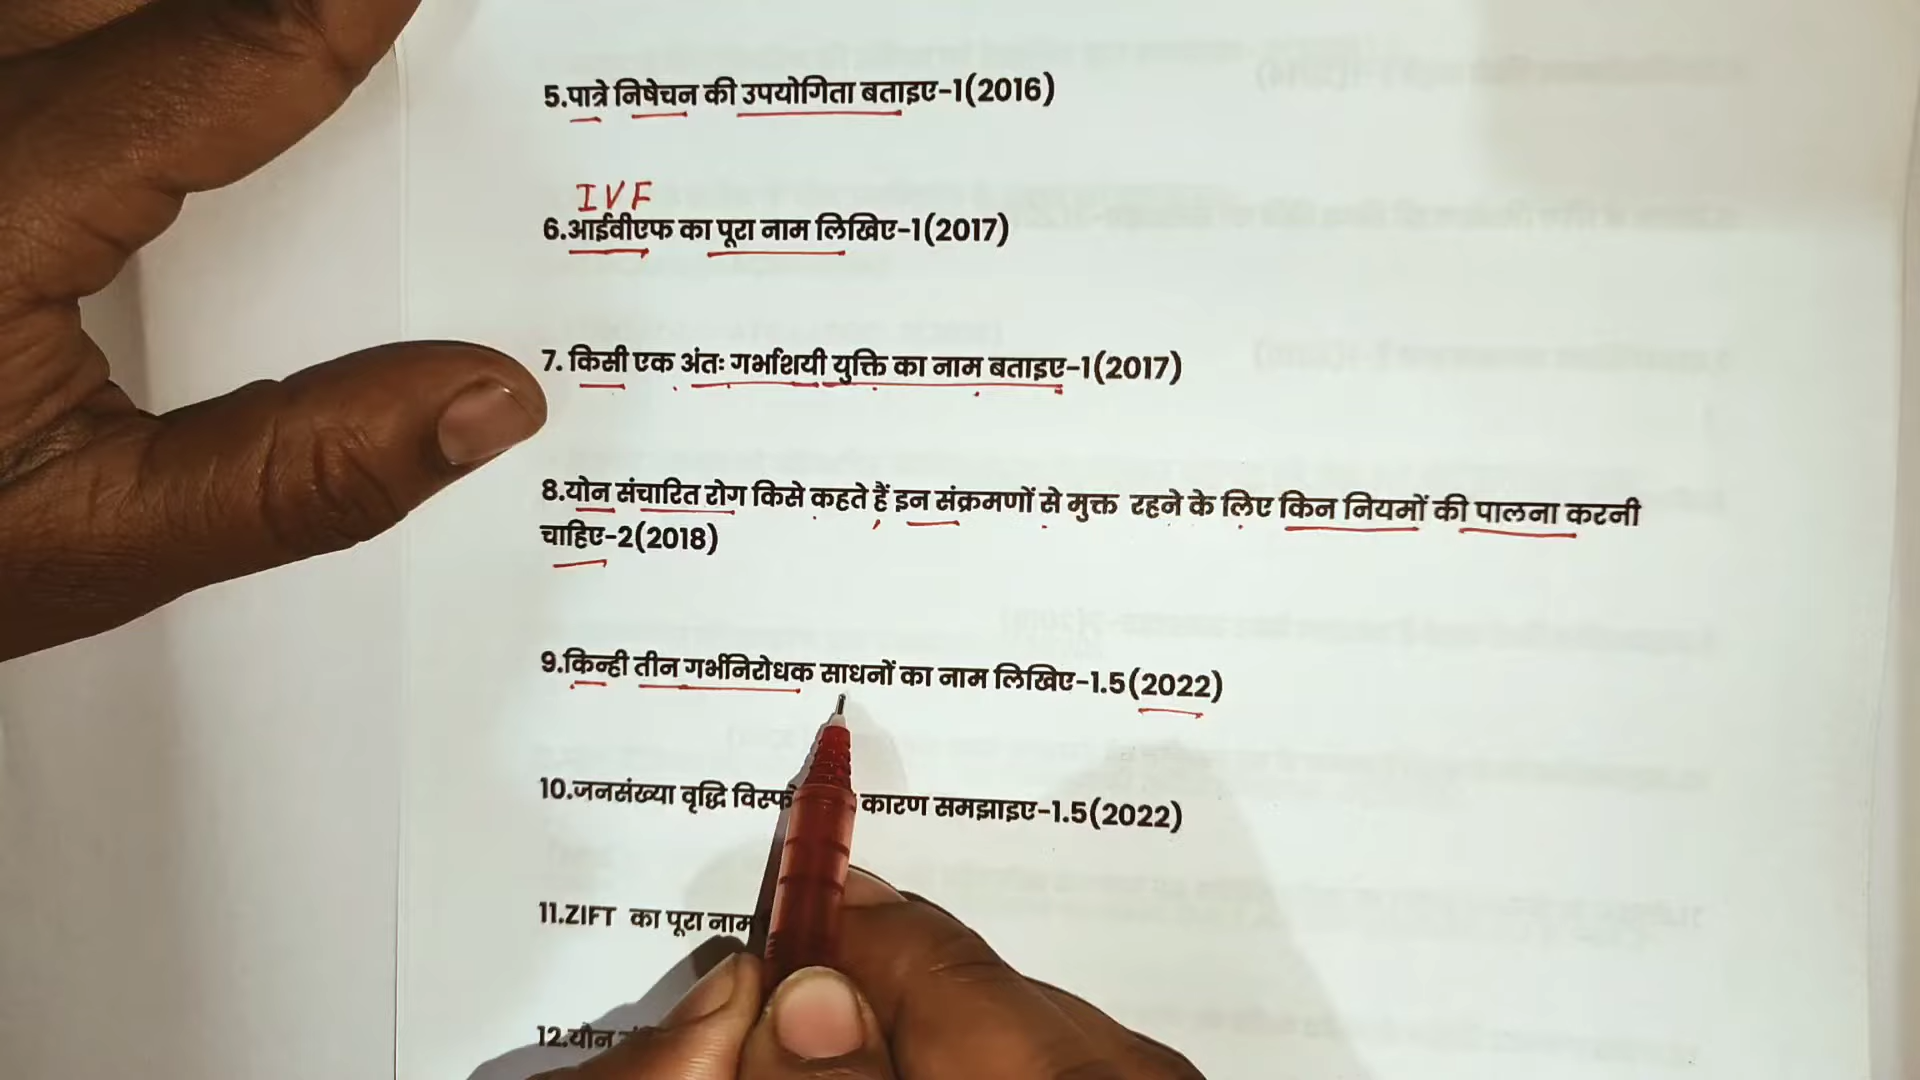 5.पात्रे निषेचन की उपयोगिता बताइए-1(2016)
IVF
6.आईवीएफ का पूरा नाम लिखिए-1(2017)
7. किसी एक अंतः गर्भाशयी युक्ति का नाम बताइए-1(2017)
8.योन संचारित रोग किसे कहते हैं इन संक्रमणों से मुक्त रहने के लिए किन नियमों की पालना करनी
चाहिए-2(2018)
9.किन्ही तीन गर्भनिरोधक साधनों का नाम लिखिए-1.5(2022)
10.जनसंख्या वृद्धि कारण समझाइए-1.5(2022)
11.ZIFT का पूरा नाम
12.यौन